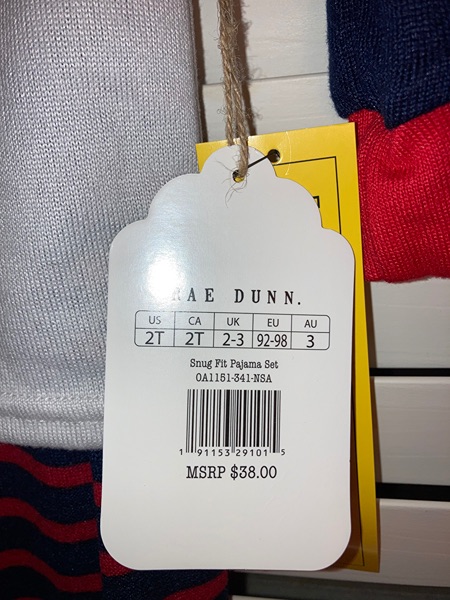 RAE DUNN.
US CA UK EU AU
2T 2T 2-3 92-98 3
Snug Fit Pajama Set
0A1151-341-NSA
1 91153 29101 5
MSRP $38.00